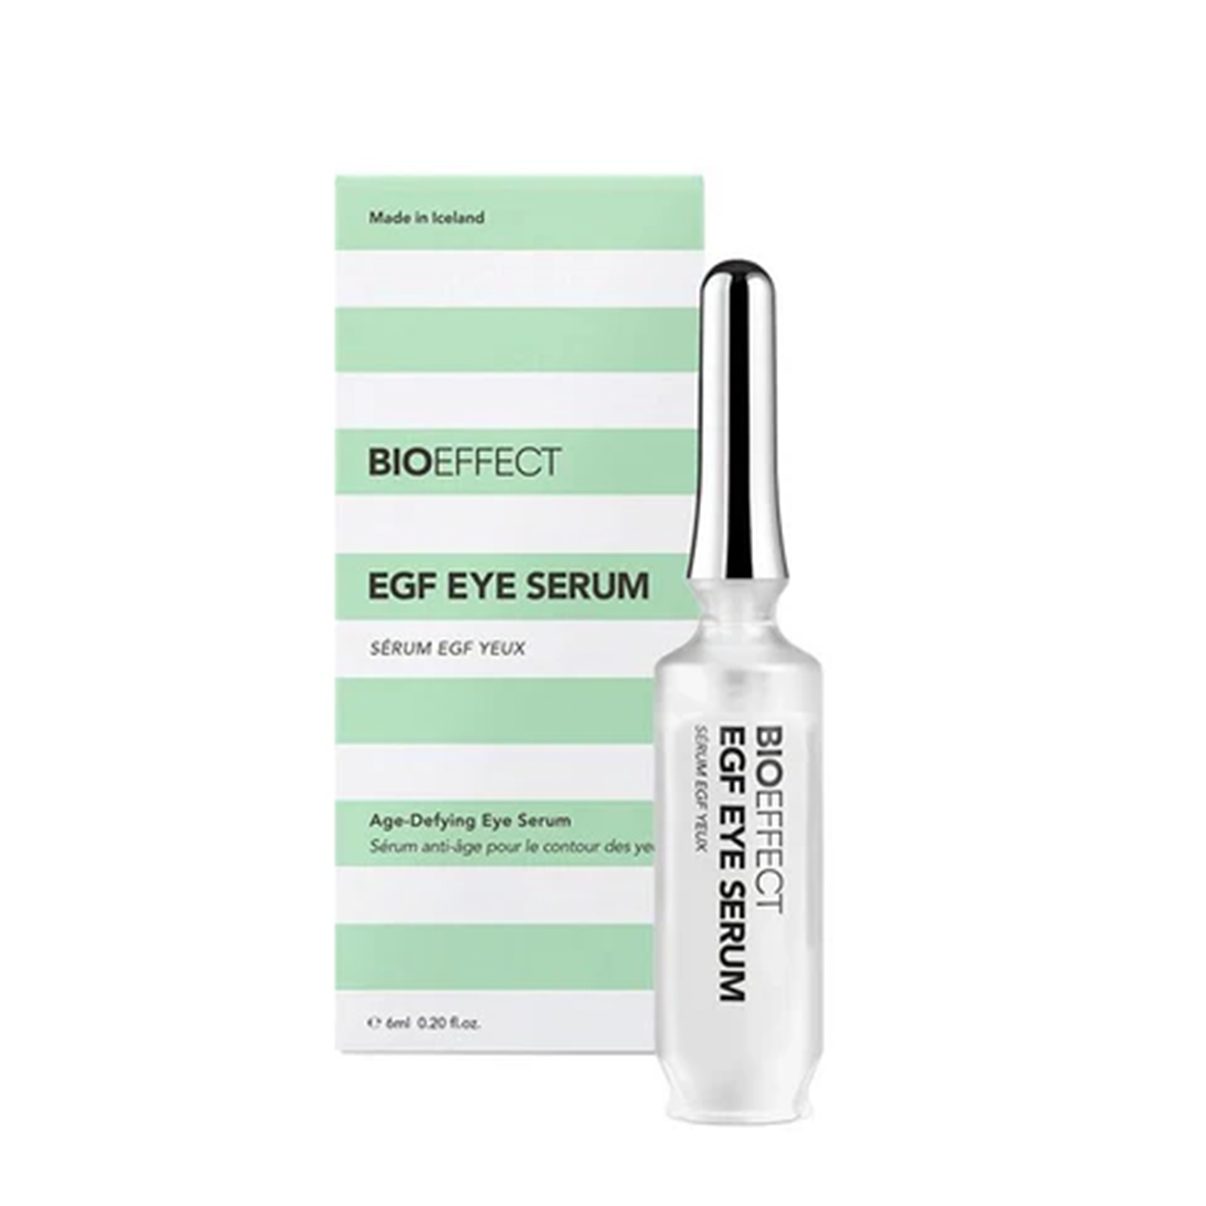 Made in Iceland
BIOEFFECT
EGF EYE SERUM
SÉRUM EGF YEUX
Age-Defying Eye Serum
Sérum anti-âge pour le contour des
℮ 6ml 0.20 fl.oz.
BIOEFFECT
EGF EYE SERUM
SÉRUM EGF YEUX